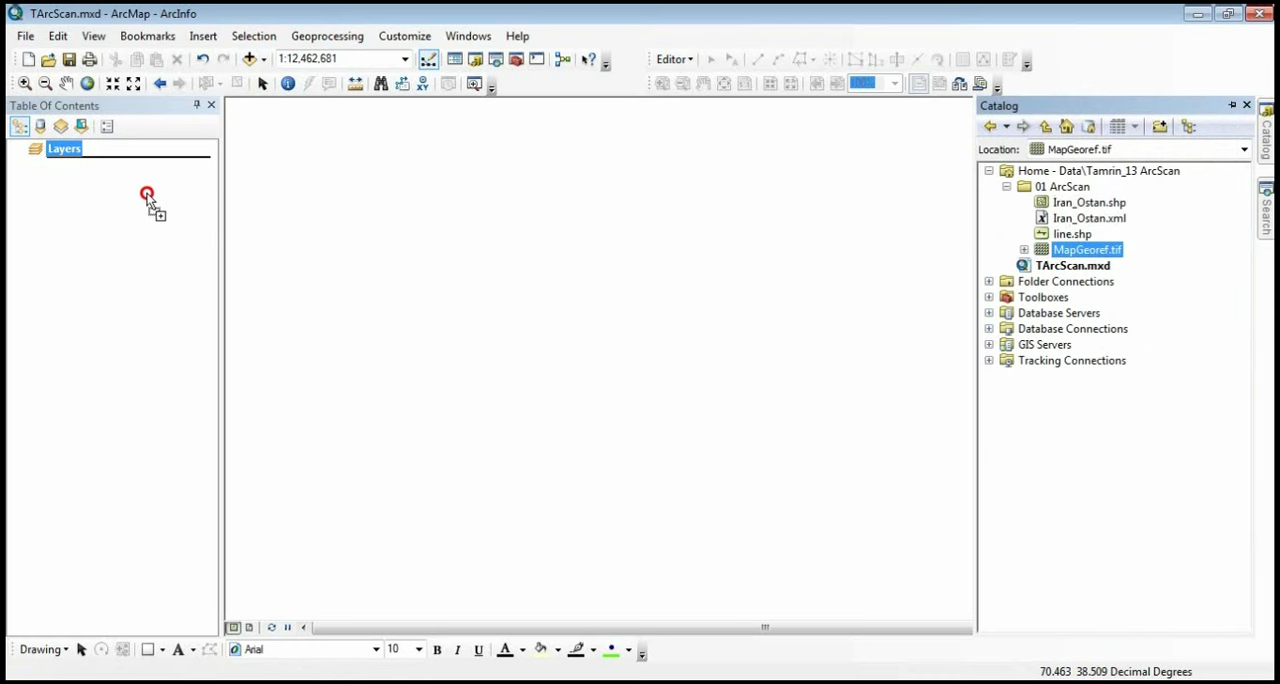 TArcScan.mxd - ArcMap - ArcInfo
File Edit View Bookmarks Insert Selection Geoprocessing Customize Windows Help
1:12,462,681 Editor
Table Of Contents Catalog
Layers Location: MapGeoref.tif
Home - Data\Tamrin_13 ArcScan
01 ArcScan
Iran_Ostan.shp
Iran_Ostan.xml
line.shp
MapGeoref.tif
TArcScan.mxd
Folder Connections
Toolboxes
Database Servers
Database Connections
GIS Servers
Tracking Connections
Catalog
Search
Drawing A Arial 10 B I U A
70.463 38.509 Decimal Degrees